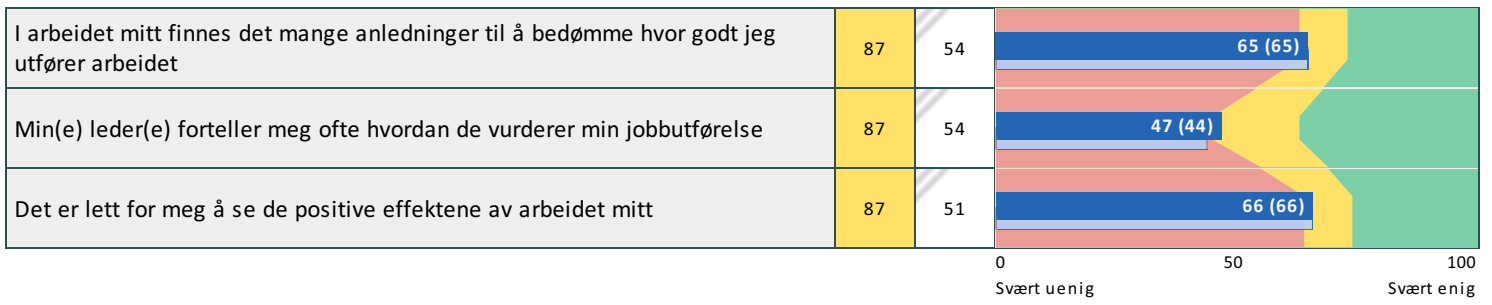 I arbeidet mitt finnes det mange anledninger til å bedømme hvor godt jeg
utfører arbeidet
87
54
65 (65)
Min(e) leder(e) forteller meg ofte hvordan de vurderer min jobbutførelse
87
54
47 (44)
Det er lett for meg å se de positive effektene av arbeidet mitt
87
51
66 (66)
0 50 100
Svært uenig Svært enig